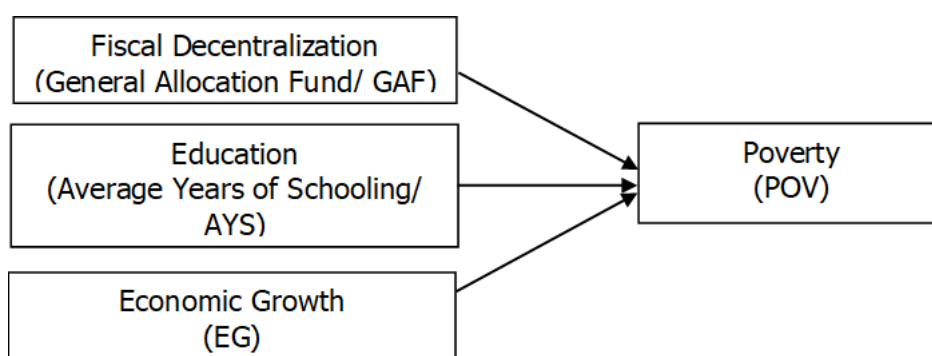 Fiscal Decentralization
(General Allocation Fund/ GAF)
Education
(Average Years of Schooling/
AYS)
Economic Growth
(EG)
Poverty
(POV)